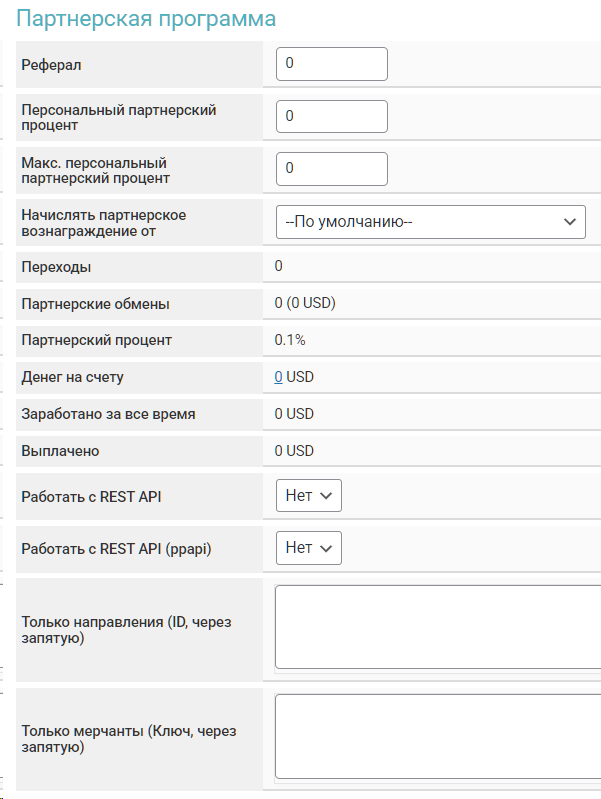 Партнерская программа
Реферал
0
Персональный партнерский
процент
0
Макс. персональный
партнерский процент
0
Начислять партнерское
вознаграждение от
--По умолчанию--
Переходы
0
Партнерские обмены
0 (0 USD)
Партнерский процент
0.1%
Денег на счету
0 USD
Заработано за все время
0 USD
Выплачено
0 USD
Работать с REST API
Нет
Работать с REST API (ppapi)
Нет
Только направления (ID, через
запятую)
Только мерчанты (Ключ, через
запятую)